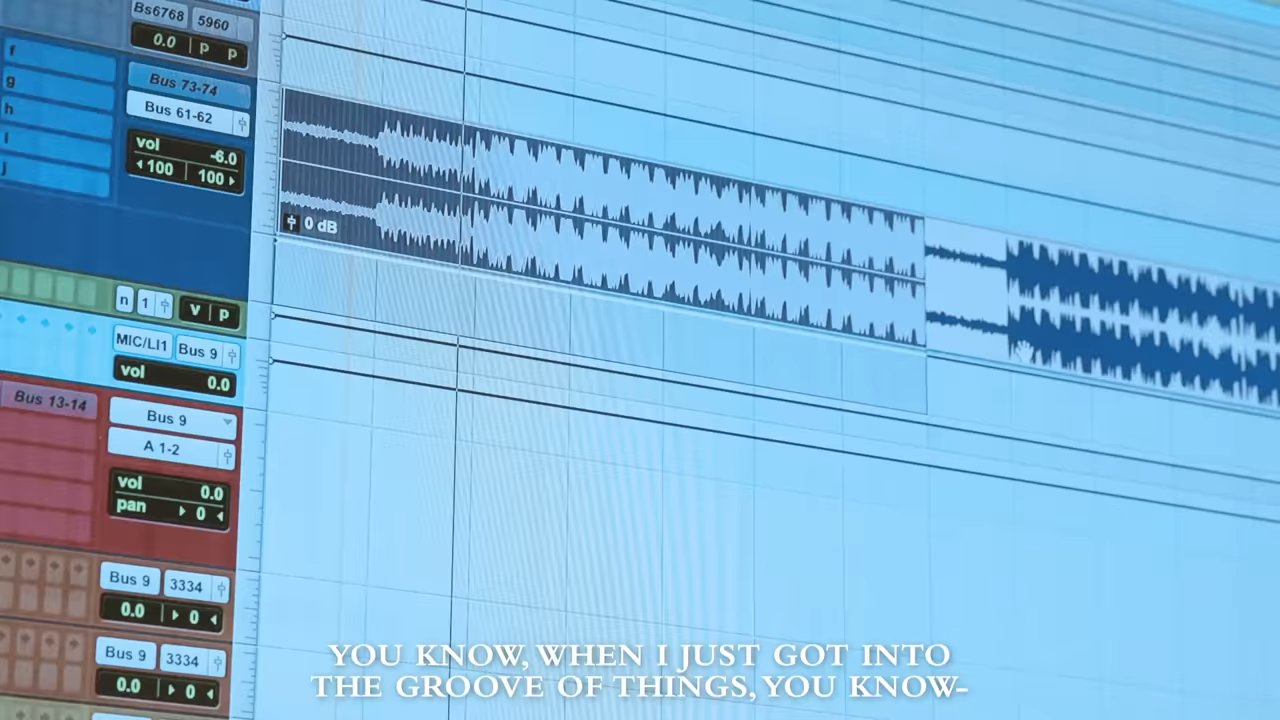 Bs6768 5960
0.0 P P
f
g
h
i
j
Bus 73-74
Bus 61-62
vol -6.0
100 100
0 dB
n 1 V P
MIC/LI1 Bus 9
vol 0.0
Bus 13-14
Bus 9
A 1-2
vol 0.0
pan 0
Bus 9 3334
0.0 0
Bus 9 3334
0.0 0
YOU KNOW, WHEN I JUST GOT INTO
THE GROOVE OF THINGS, YOU KNOW-